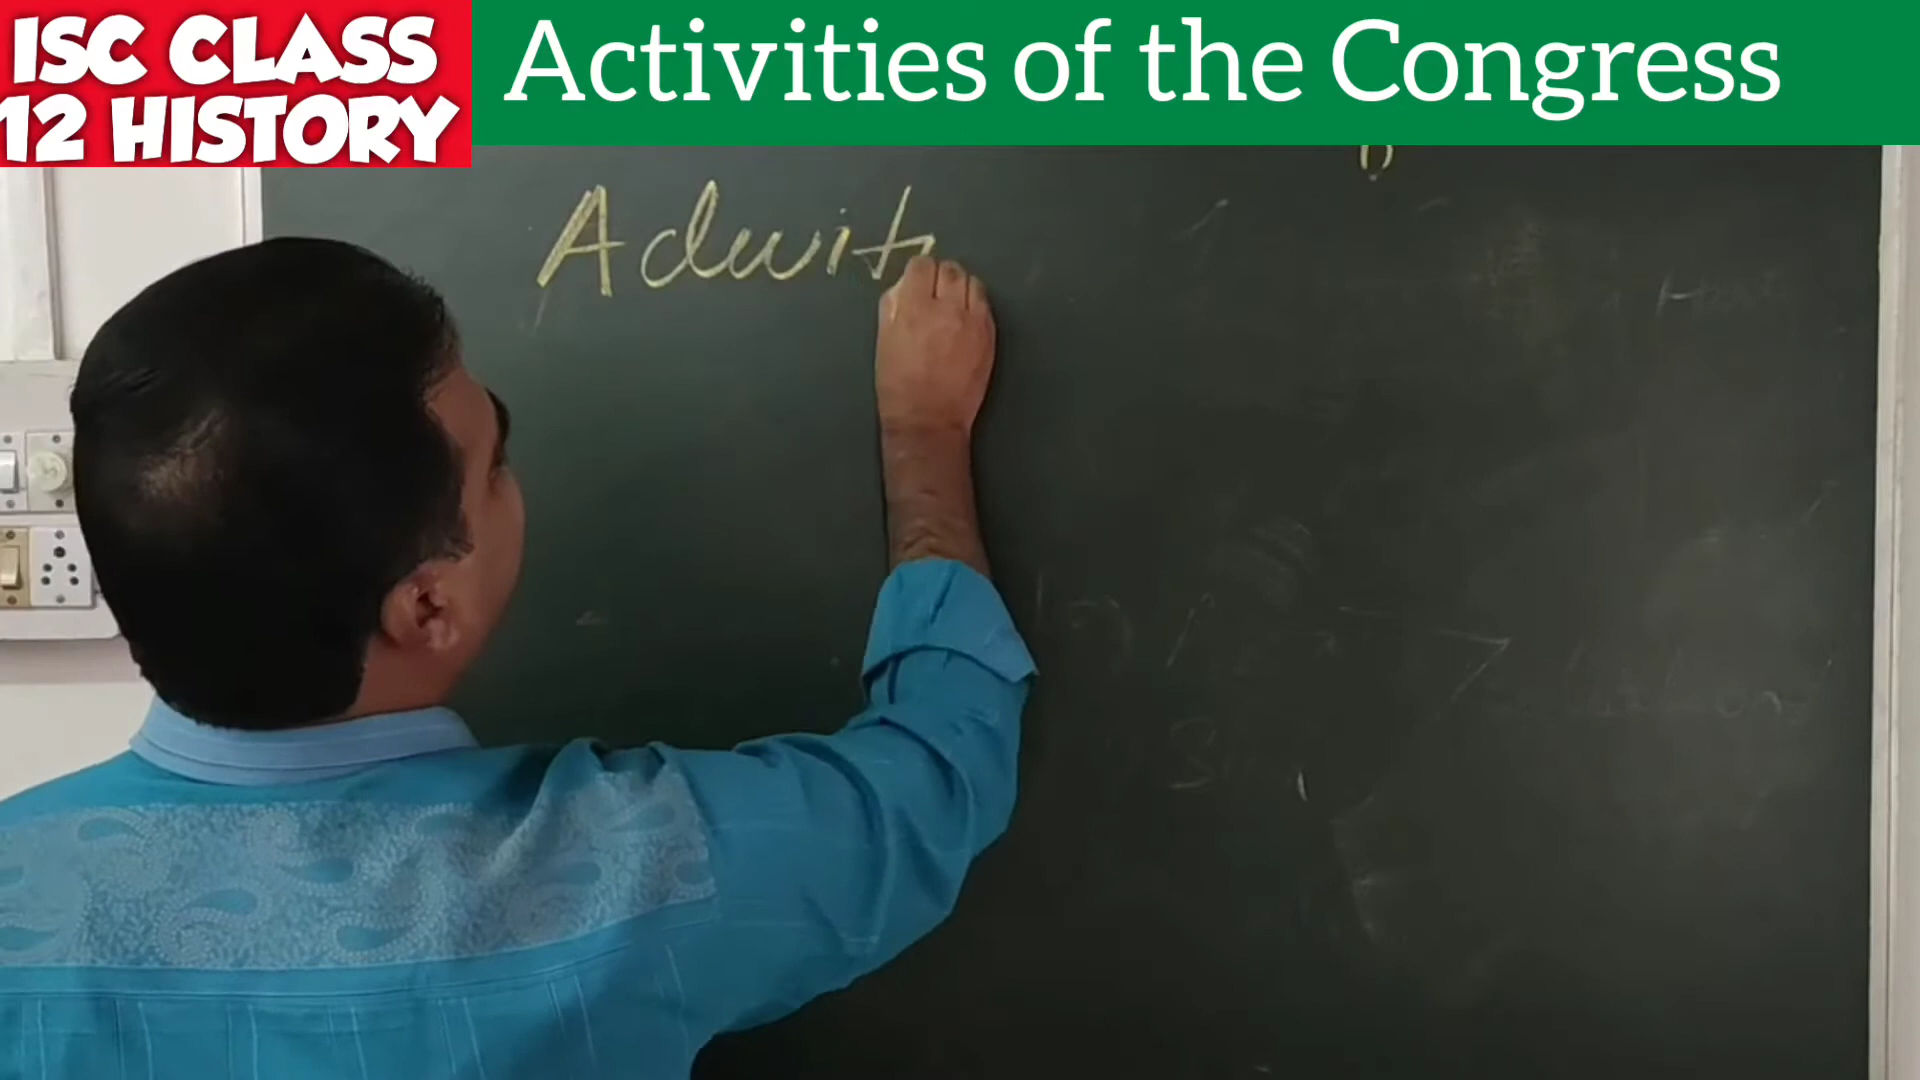 ISC CLASS
12 HISTORY
Activities of the Congress
Adwit